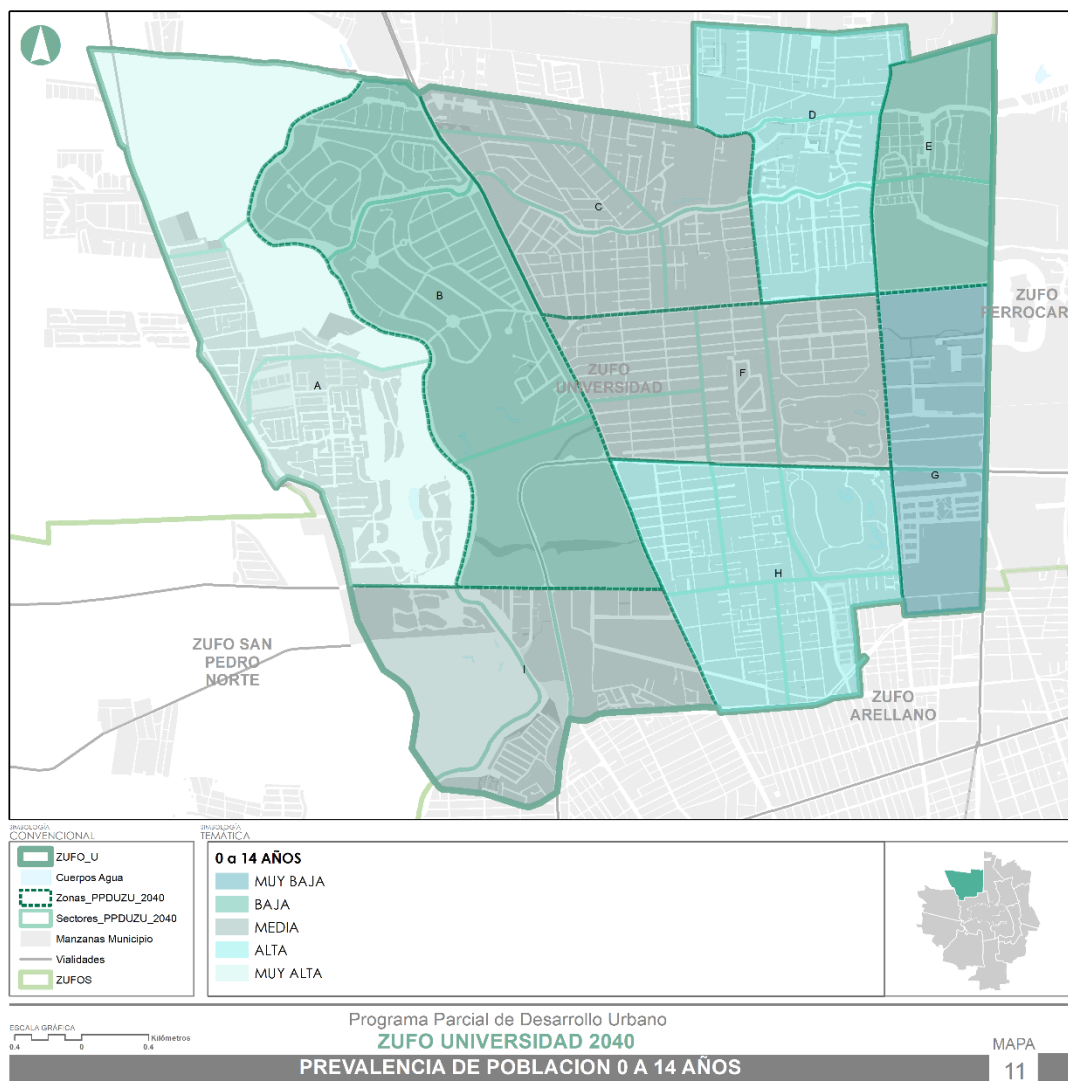 D
E
C
B
ZUFO
FERROCAR
ZUFO
UNIVERSIDAD
F
A
G
H
ZUFO SAN
PEDRO
NORTE
I
ZUFO
ARELLANO
SIMBOLOGÍA
CONVENCIONAL
ZUFO_U
Cuerpos Agua
Zonas_PPDUZU_2040
Sectores_PPDUZU_2040
Manzanas Municipio
Vialidades
ZUFOS
SIMBOLOGÍA
TEMÁTICA
0 a 14 AÑOS
MUY BAJA
BAJA
MEDIA
ALTA
MUY ALTA
ESCALA GRÁFICA
Kilómetros
0.4 0 0.4
Programa Parcial de Desarrollo Urbano
ZUFO UNIVERSIDAD 2040
PREVALENCIA DE POBLACION 0 A 14 AÑOS
MAPA
11